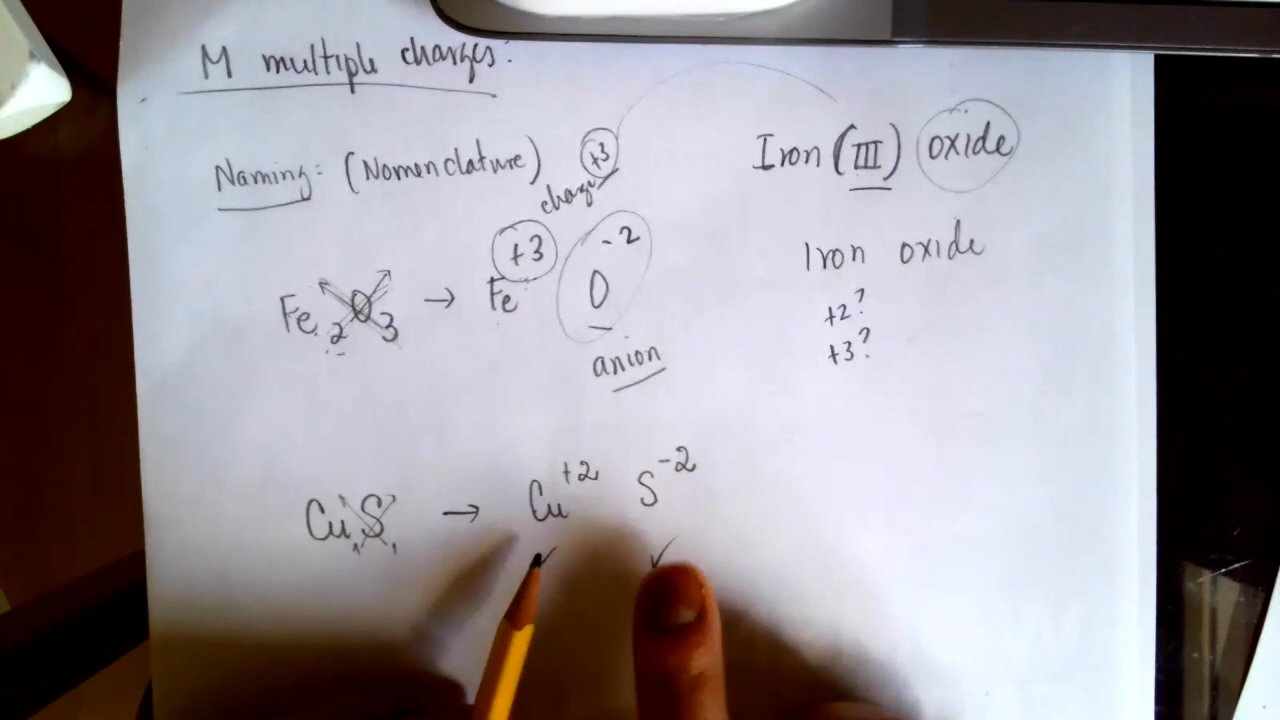 M multiple charges:
Naming: (Nomenclature)
charge +3
Iron (III) oxide
Fe2O3 → Fe+3 O-2
anion
Iron oxide
+2?
+3?
Cu1S1 → Cu+2 S-2